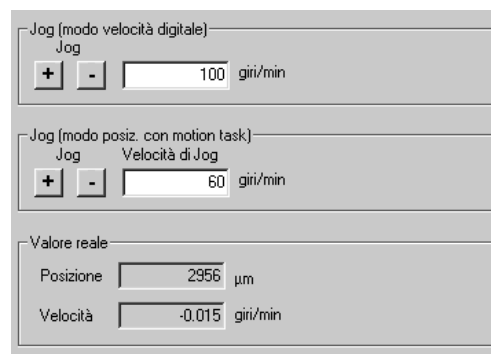 Jog (modo velocità digitale)
Jog
+ - 100 giri/min
Jog (modo posiz. con motion task)
Jog Velocità di Jog
+ - 60 giri/min
Valore reale
Posizione 2956 µm
Velocità -0.015 giri/min